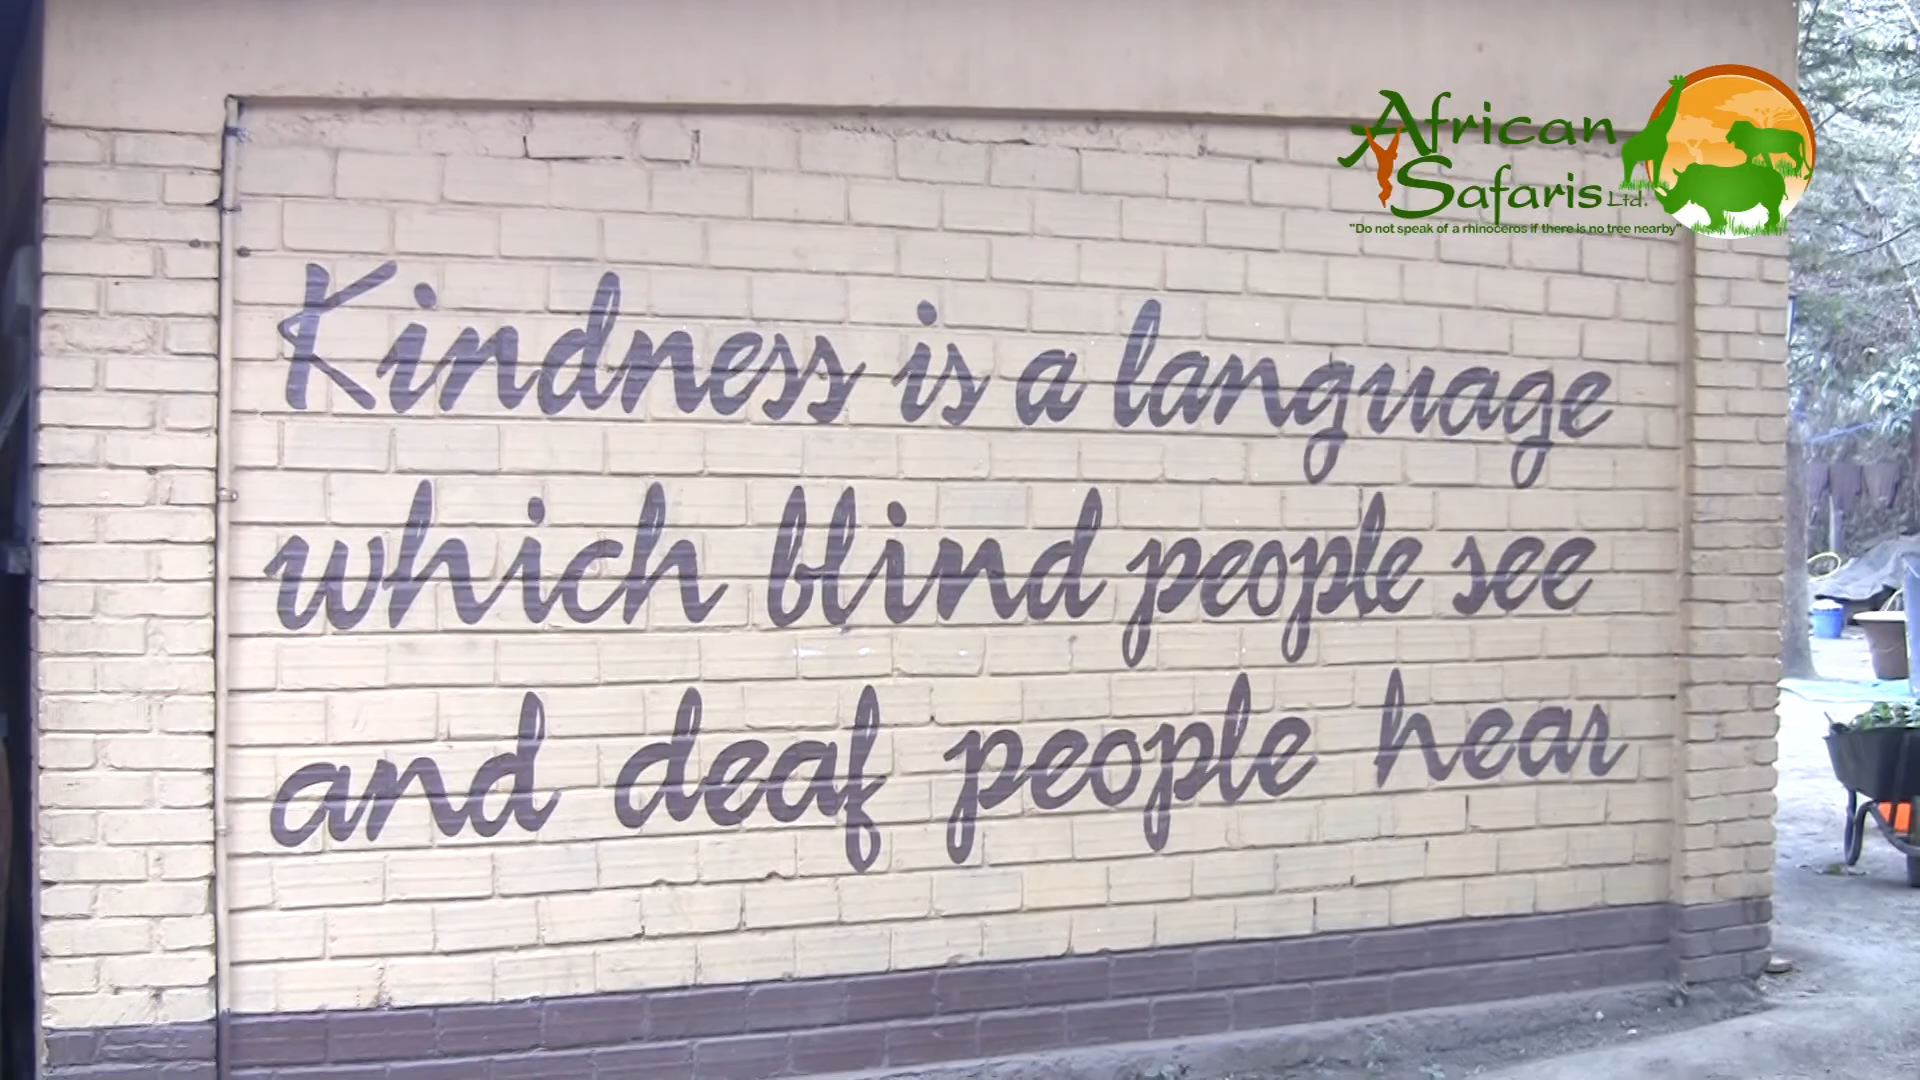 African
Safaris Ltd.
"Do not speak of a rhinoceros if there is no tree nearby"
Kindness is a language
which blind people see
and deaf people hear